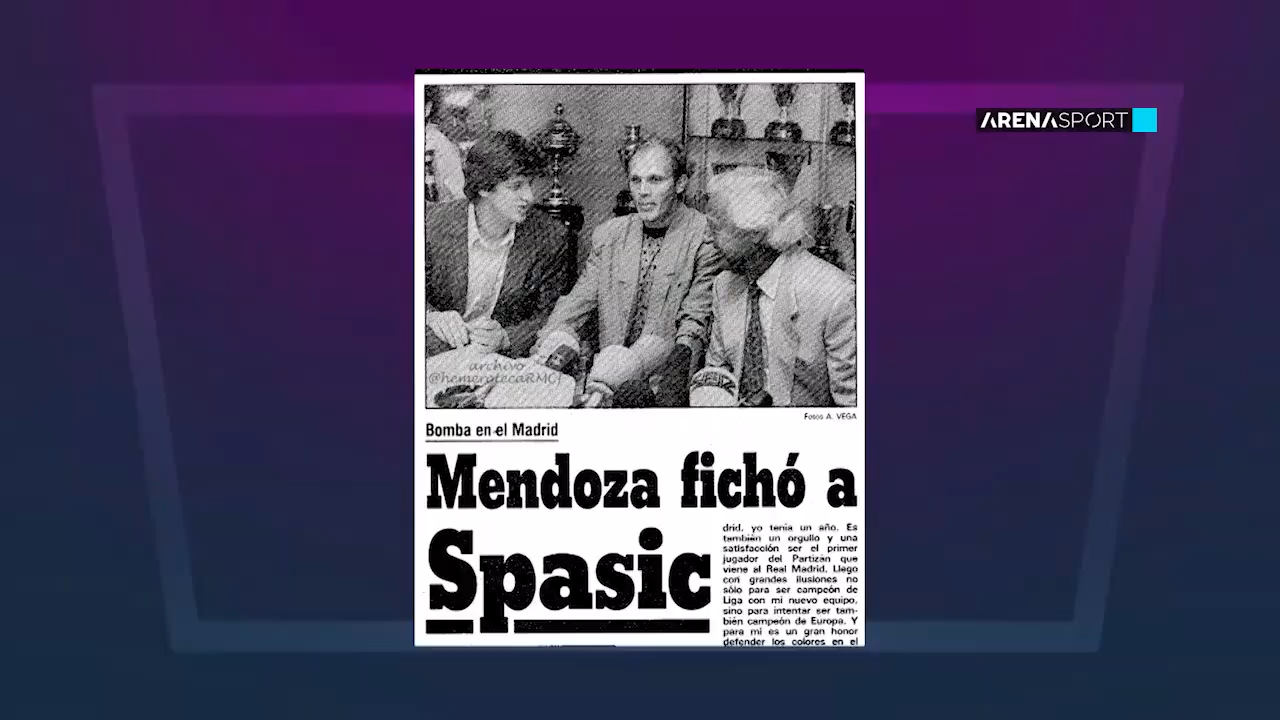 ARENASPORT
archivo
@hemerotecaRMCf
Fotos A. VEGA
Bomba en el Madrid
Mendoza fichó a
Spasic
drid, yo tenía un año. Es
también un orgullo y una
satisfacción ser el primer
jugador del Partizán que
viene al Real Madrid. Llego
con grandes ilusiones no
sólo para ser campeón de
Liga con mi nuevo equipo,
sino para intentar ser tam-
bién campeón de Europa. Y
para mí es un gran honor
defender los colores en el